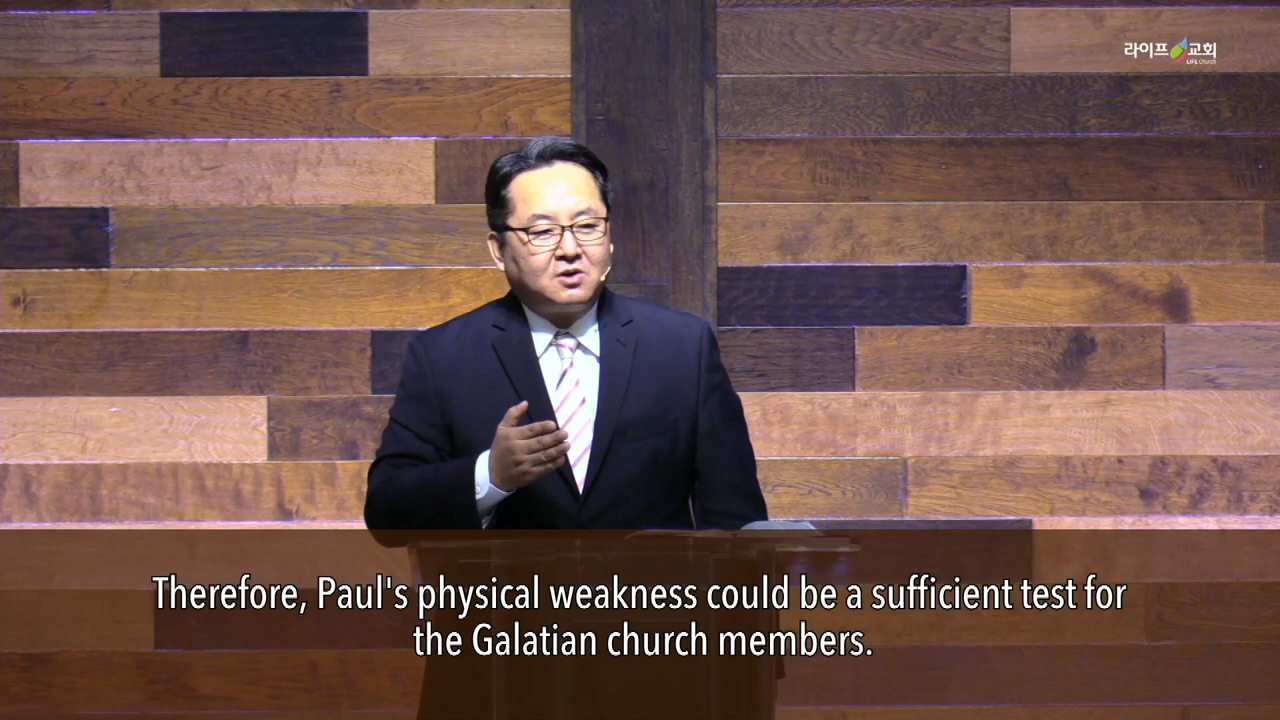 라이프 교회
LIFE Church
Therefore, Paul's physical weakness could be a sufficient test for
the Galatian church members.